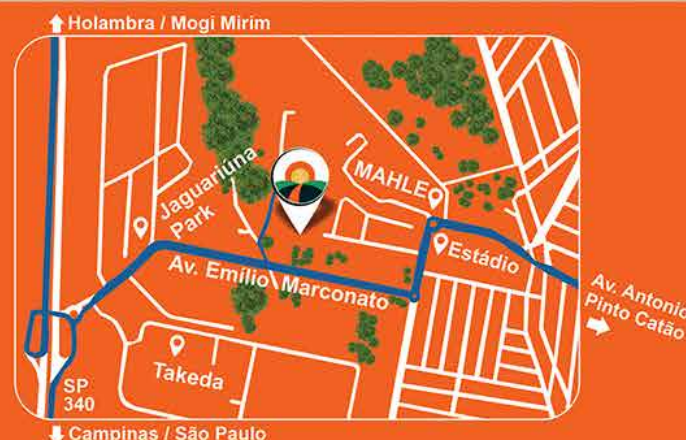 Holambra / Mogi Mirim
Jaguariúna
Park
MAHLE
Estádio
Av. Emílio Marconato
Av. Antonio
Pinto Catão
Takeda
SP
340
Campinas / São Paulo